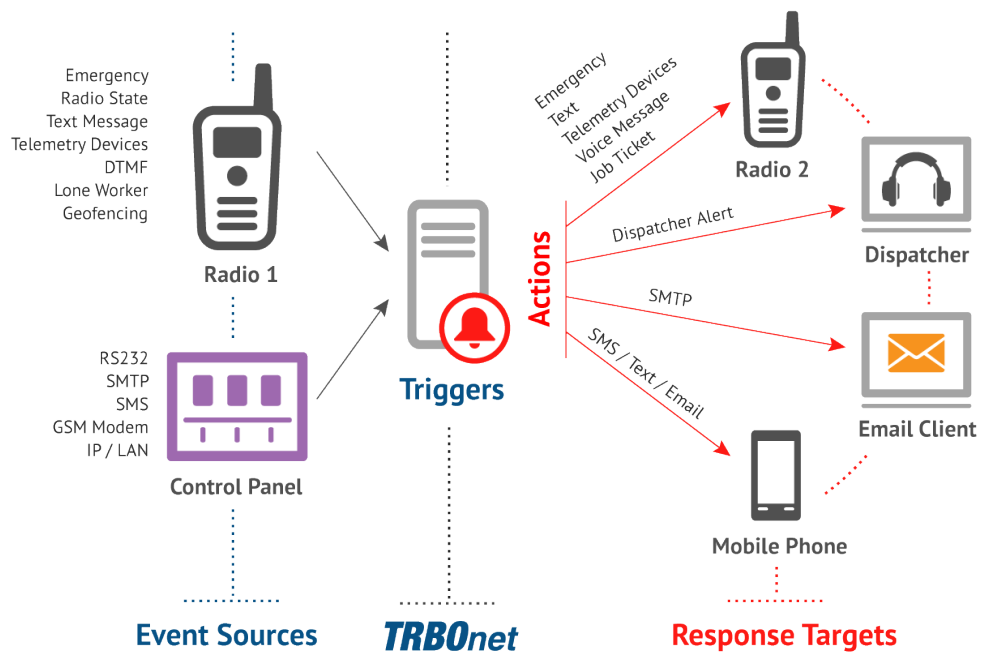 Emergency
Radio State
Text Message
Telemetry Devices
DTMF
Lone Worker
Geofencing
Radio 1
RS232
SMTP
SMS
GSM Modem
IP / LAN
Control Panel
Event Sources
Triggers
TRBOnet
Actions
Emergency
Text
Telemetry Devices
Voice Message
Job Ticket
Dispatcher Alert
SMTP
SMS / Text / Email
Radio 2
Dispatcher
Email Client
Mobile Phone
Response Targets